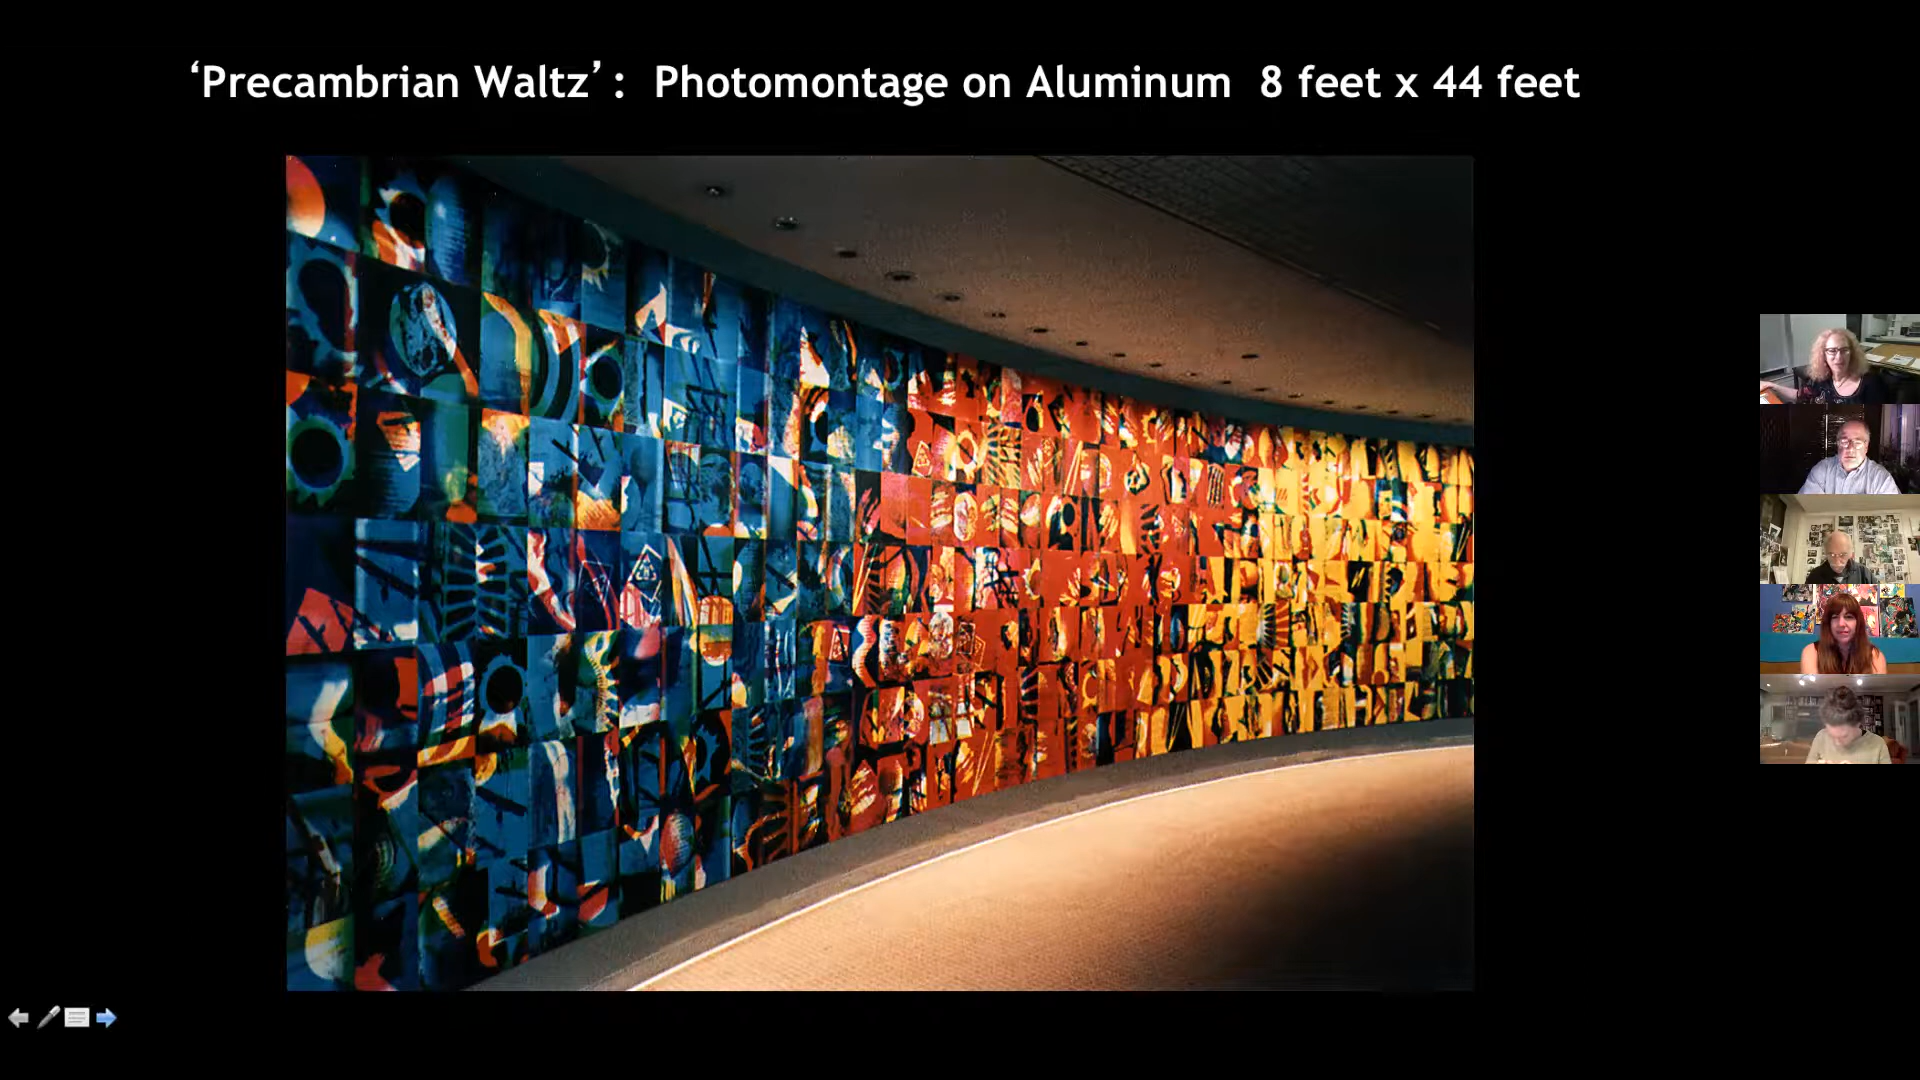 ‘Precambrian Waltz’ :  Photomontage on Aluminum  8 feet x 44 feet